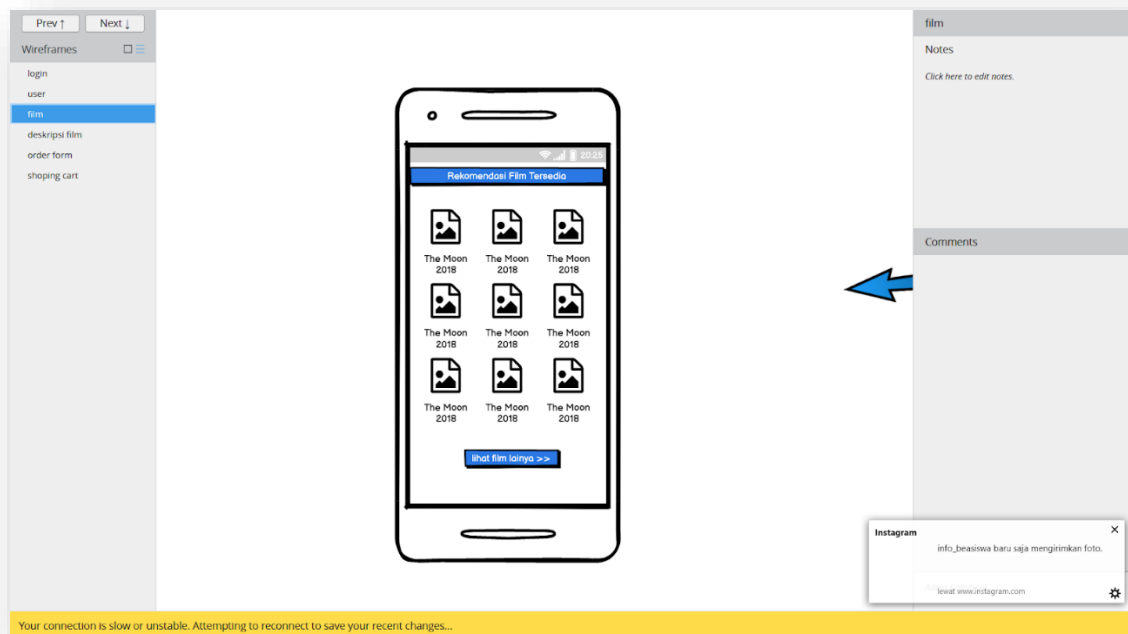 Prev ↑ Next ↓
Wireframes
login
user
film
deskripsi film
order form
shoping cart
20:25
Rekomendasi Film Tersedia
The Moon The Moon The Moon
2018 2018 2018
The Moon The Moon The Moon
2018 2018 2018
The Moon The Moon The Moon
2018 2018 2018
lihat film lainya >>
film
Notes
Click here to edit notes.
Comments
Instagram
info_beasiswa baru saja mengirimkan foto.
lewat www.instagram.com
Your connection is slow or unstable. Attempting to reconnect to save your recent changes...